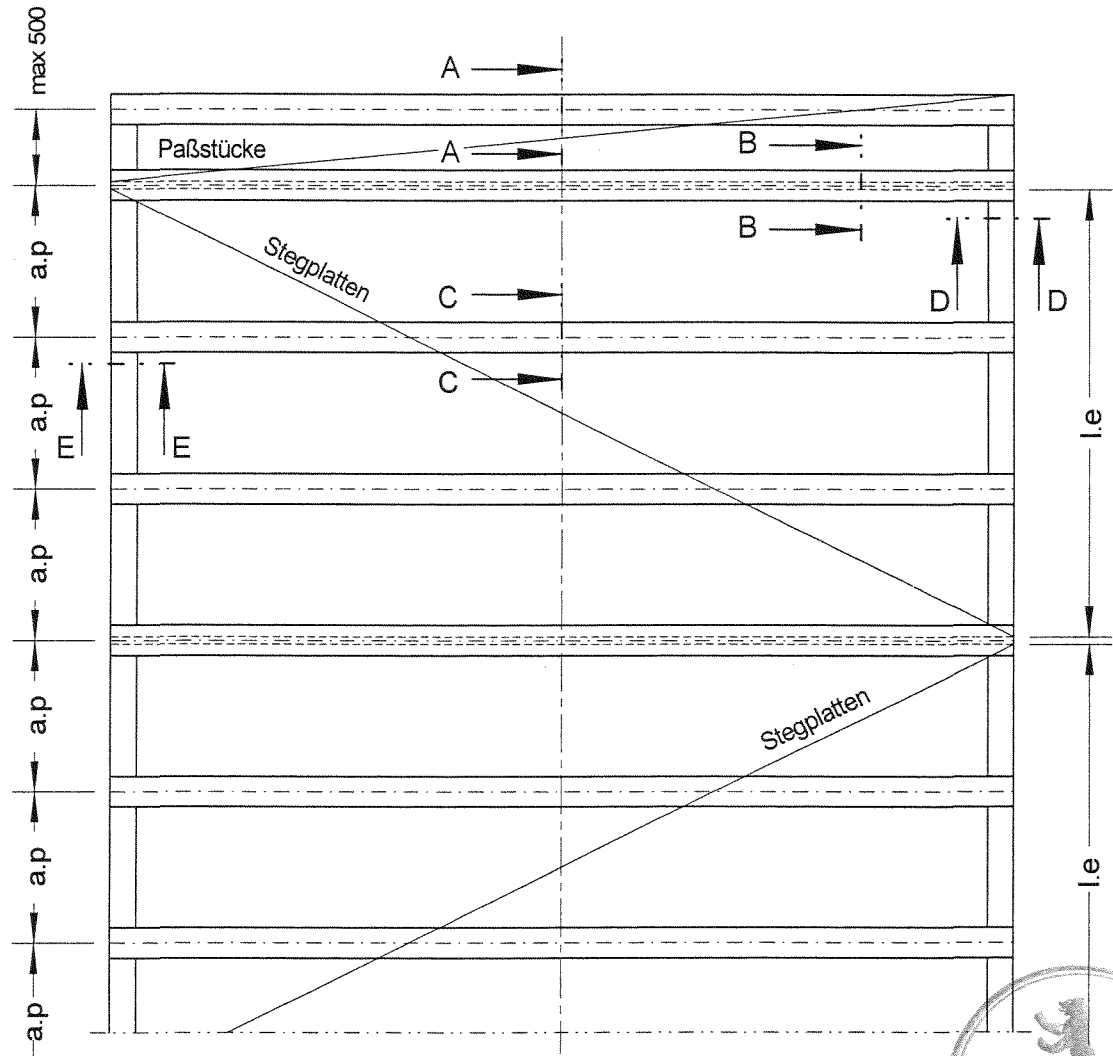 max 500
A
A
B
Paßstücke
B
a.p
Stegplatten
C
D
D
C
a.p
E
E
l.e
a.p
a.p
Stegplatten
a.p
l.e
a.p